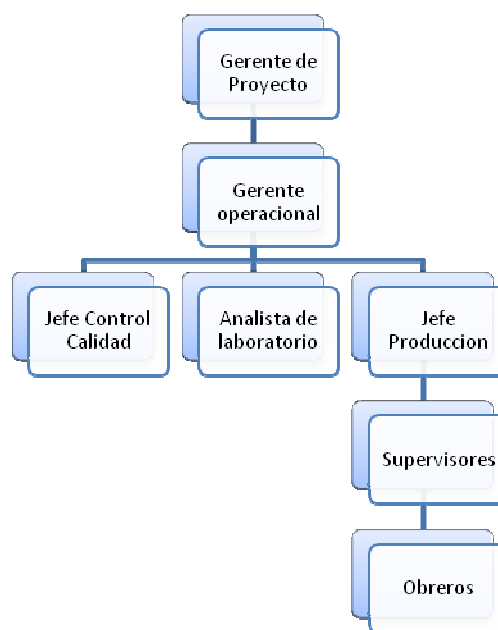 Gerente de
Proyecto
Gerente
operacional
Jefe Control
Calidad
Analista de
laboratorio
Jefe
Produccion
Supervisores
Obreros